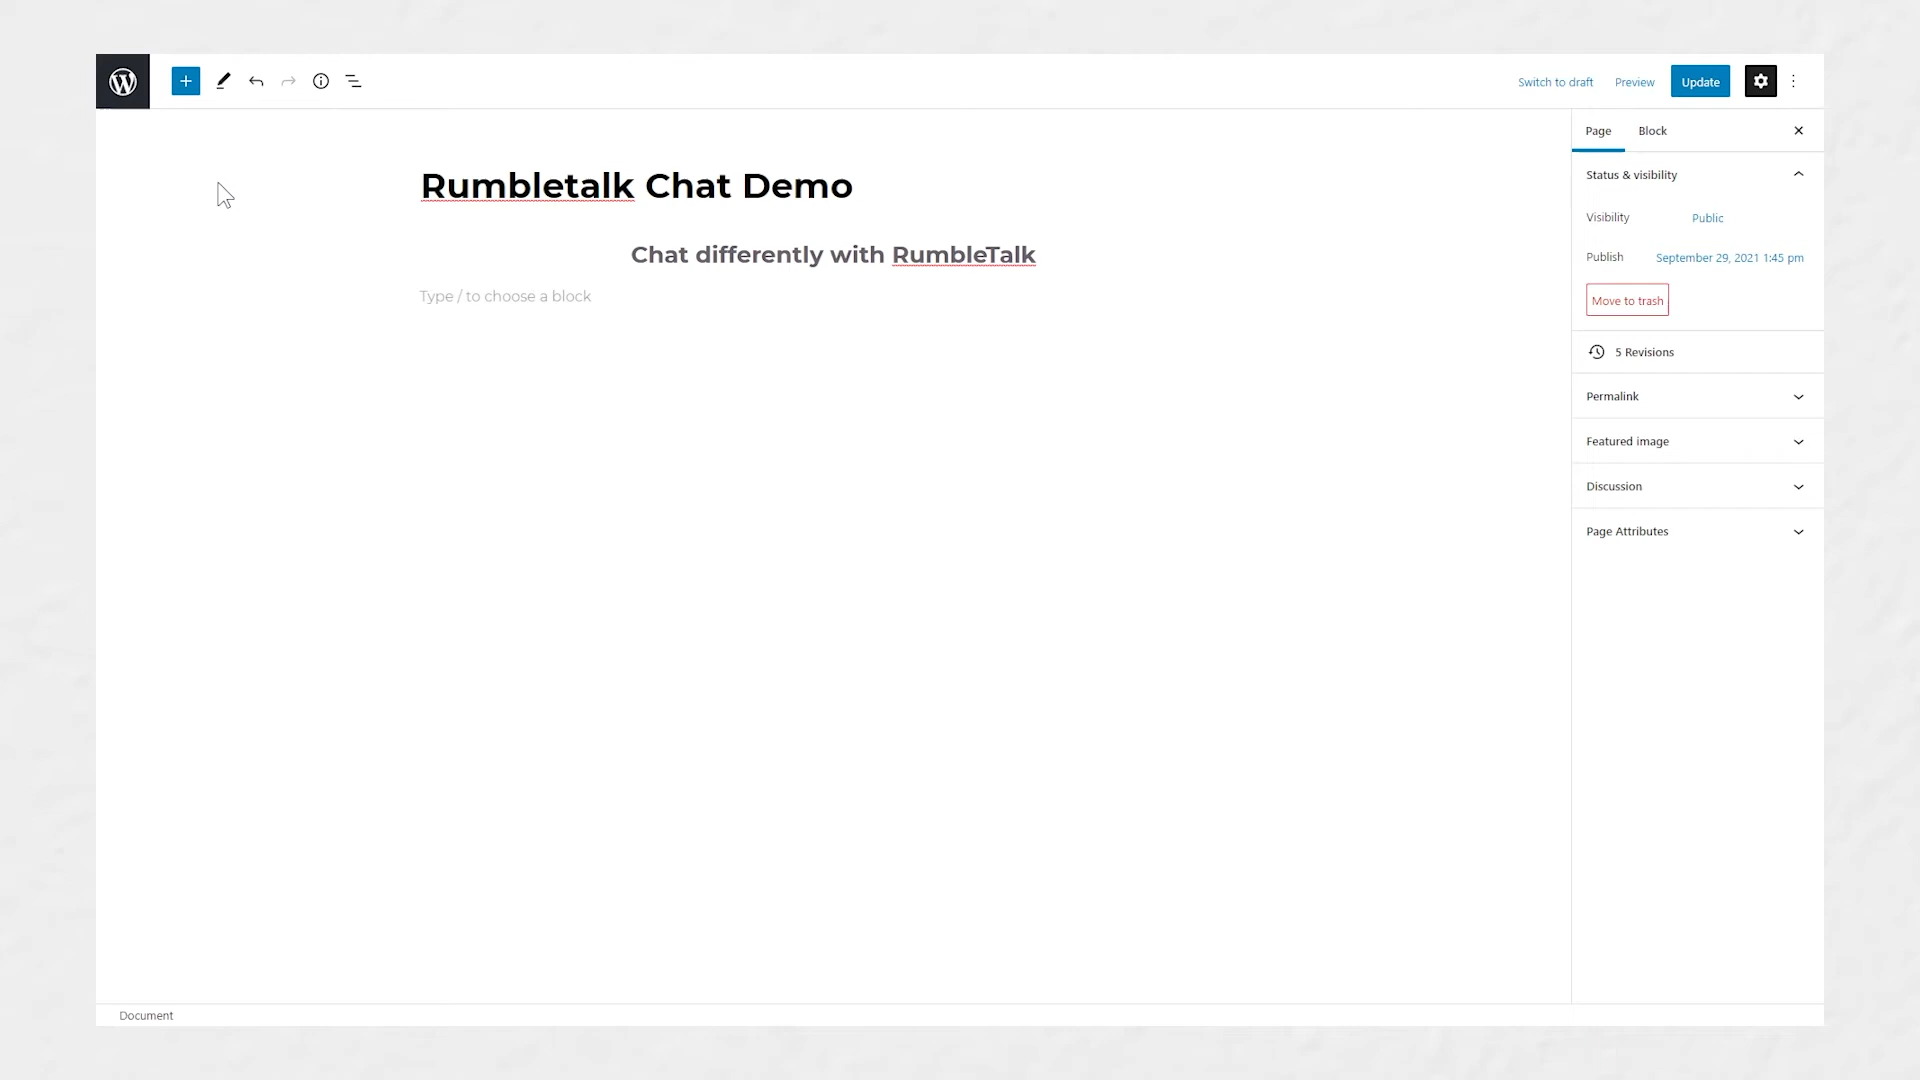 Switch to draft
Preview
Update
Page
Block
Rumbletalk Chat Demo
Chat differently with RumbleTalk
Type / to choose a block
Status & visibility
Visibility
Public
Publish
September 29, 2021 1:45 pm
Move to trash
5 Revisions
Permalink
Featured image
Discussion
Page Attributes
Document